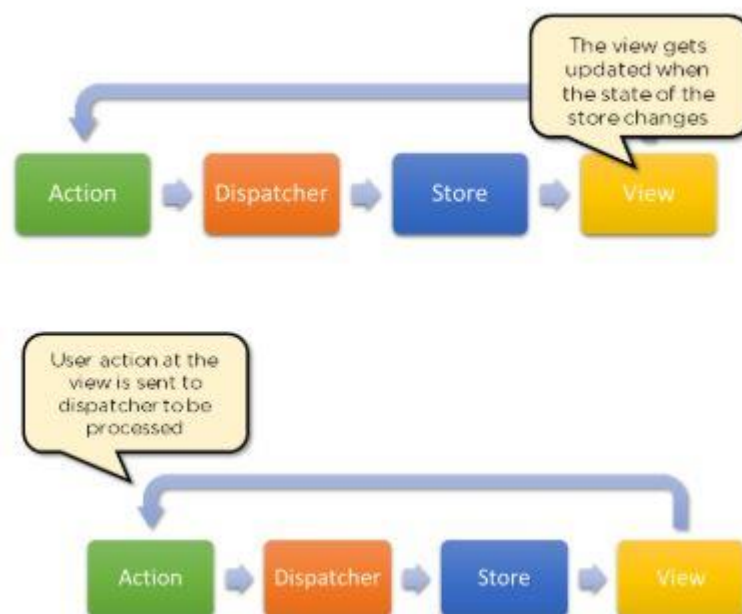 The view gets
updated when
the state of the
store changes
Action
Dispatcher
Store
View
User action at the
view is sent to
dispatcher to be
processed
Action
Dispatcher
Store
View